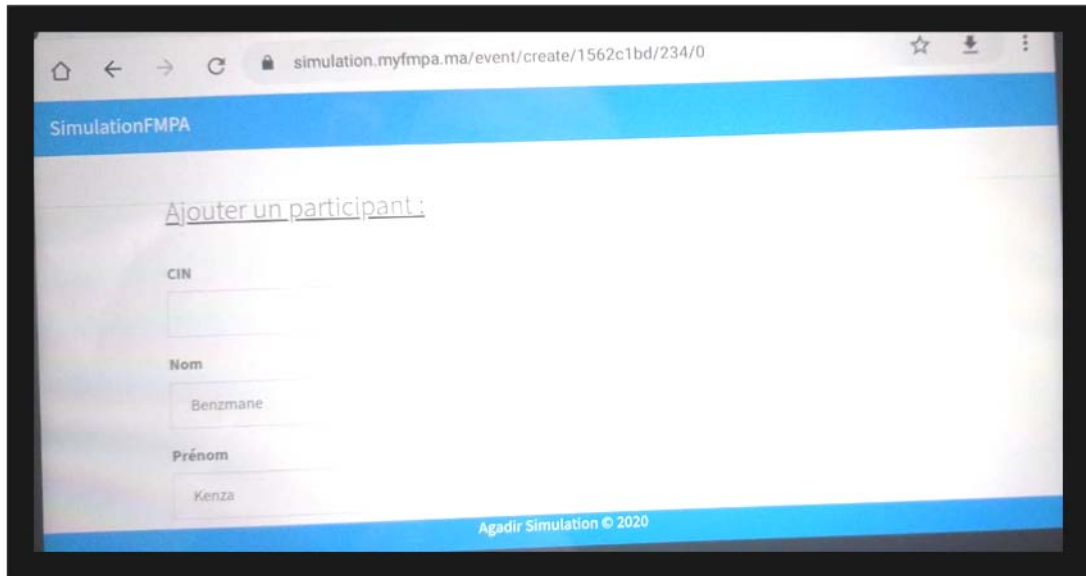 simulation.myfmpa.ma/event/create/1562c1bd/234/0
SimulationFMPA
Ajouter un participant :
CIN
Nom
Benzmane
Prénom
Kenza
Agadir Simulation © 2020